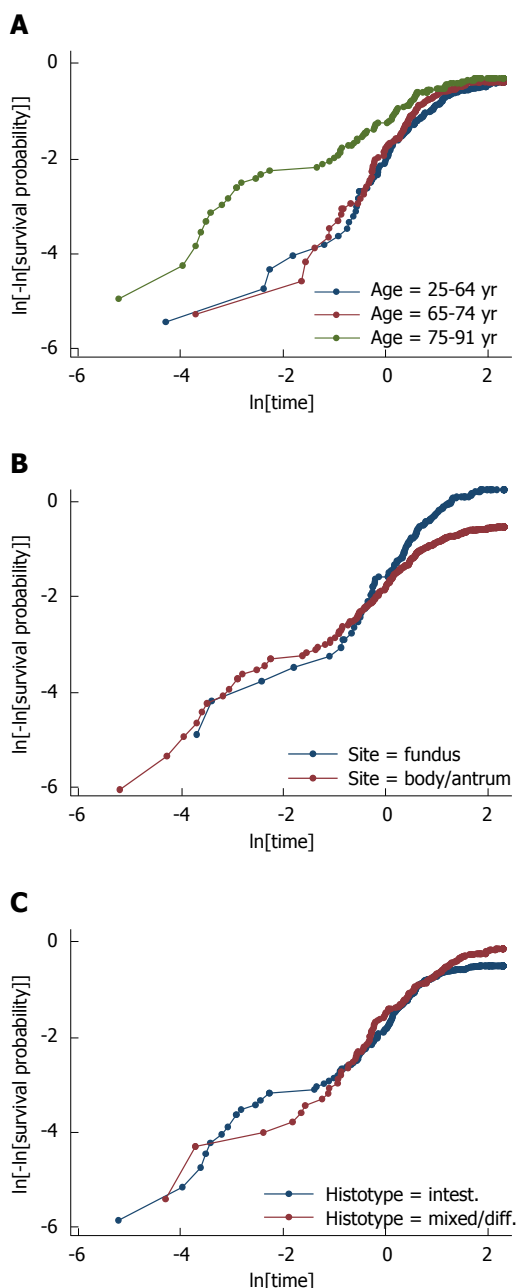 A
ln[-ln[survival probability]]
0
-2
-4
-6
Age = 25-64 yr
Age = 65-74 yr
Age = 75-91 yr
-6 -4 -2 0 2
ln[time]
B
ln[-ln[survival probability]]
0
-2
-4
-6
Site = fundus
Site = body/antrum
-6 -4 -2 0 2
ln[time]
C
ln[-ln[survival probability]]
0
-2
-4
-6
Histotype = intest.
Histotype = mixed/diff.
-6 -4 -2 0 2
ln[time]